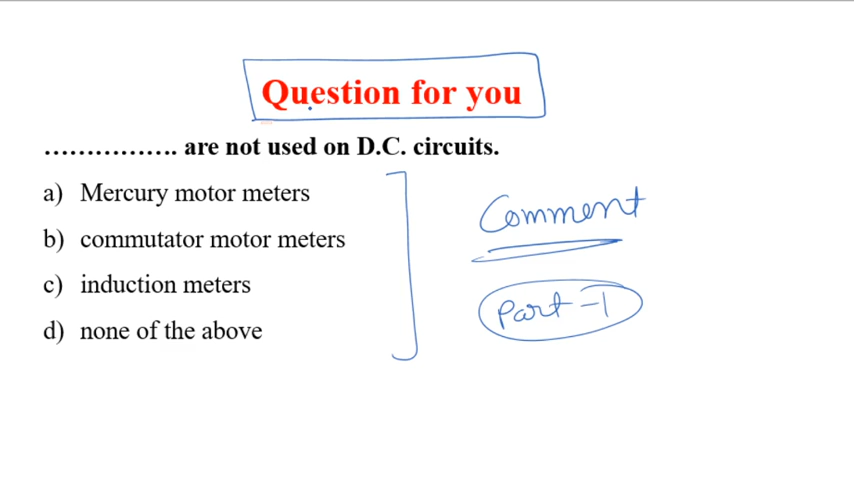 Question for you
................ are not used on D.C. circuits.
a) Mercury motor meters
b) commutator motor meters
c) induction meters
d) none of the above
Comment
Part-I